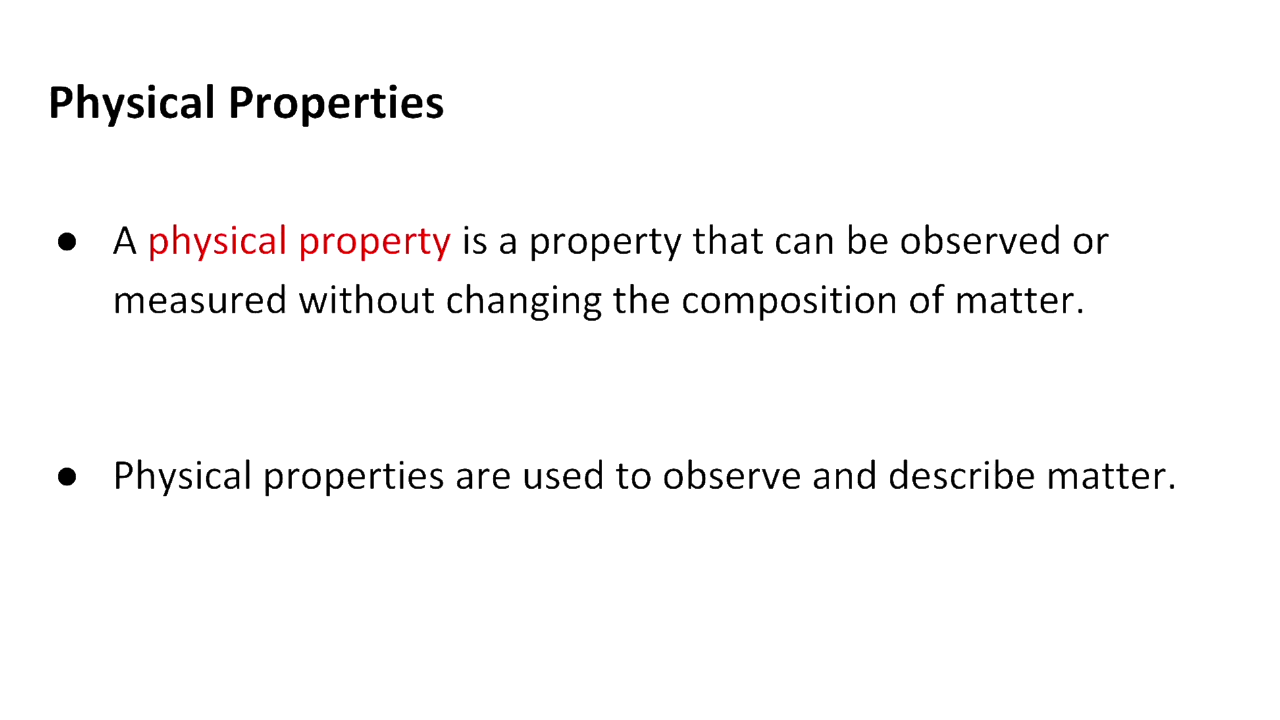 Physical Properties
● A physical property is a property that can be observed or
measured without changing the composition of matter.
● Physical properties are used to observe and describe matter.